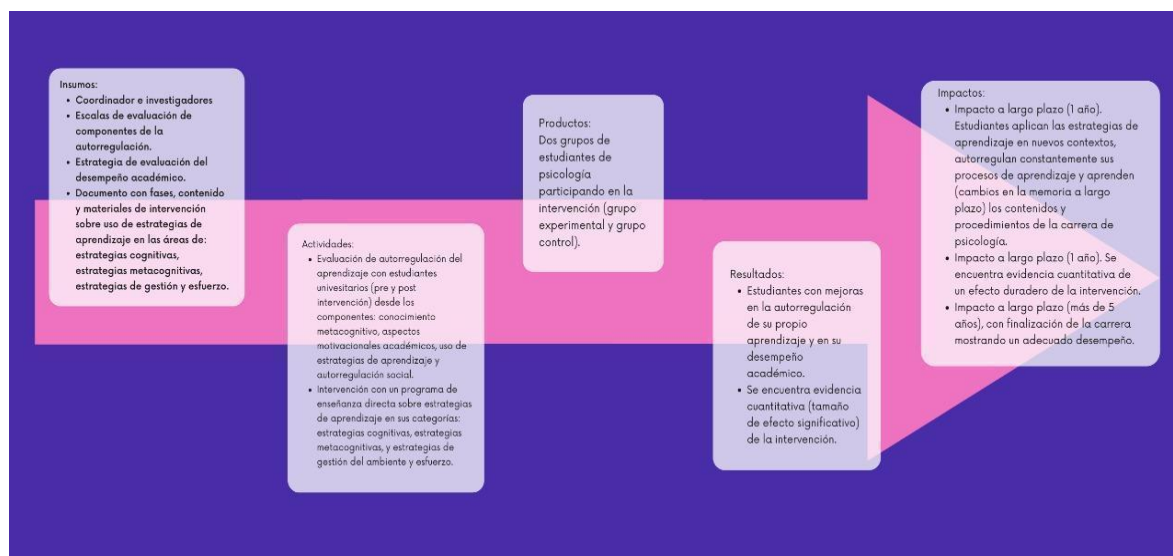 Insumos:
• Coordinador e investigadores
• Escalas de evaluación de
componentes de la
autorregulación.
• Estrategia de evaluación del
desempeño académico.
• Documento con fases, contenido
y materiales de intervención
sobre uso de estrategias de
aprendizaje en las áreas de:
estrategias cognitivas,
estrategias metacognitivas,
estrategias de gestión y esfuerzo.
Actividades:
• Evaluación de autorregulación del
aprendizaje con estudiantes
univesitarios (pre y post
intervención) desde los
componentes: conocimiento
metacognitivo, aspectos
motivacionales académicos, uso de
estrategias de aprendizaje y
autorregulación social.
• Intervención con un programa de
enseñanza directa sobre estrategias
de aprendizaje en sus categorías:
estrategias cognitivas, estrategias
metacognitivas, y estrategias de
gestión del ambiente y esfuerzo.
Productos:
Dos grupos de
estudiantes de
psicología
participando en la
intervención (grupo
experimental y grupo
control).
Resultados:
• Estudiantes con mejoras
en la autorregulación
de su propio
aprendizaje y en su
desempeño
académico.
• Se encuentra evidencia
cuantitativa (tamaño
de efecto significativo)
de la intervención.
Impactos:
• Impacto a largo plazo (1 año).
Estudiantes aplican las estrategias de
aprendizaje en nuevos contextos,
autorregulan constantemente sus
procesos de aprendizaje y aprenden
(cambios en la memoria a largo
plazo) los contenidos y
procedimientos de la carrera de
psicología.
• Impacto a largo plazo (1 año). Se
encuentra evidencia cuantitativa de
un efecto duradero de la intervención.
• Impacto a largo plazo (más de 5
años), con finalización de la carrera
mostrando un adecuado desempeño.